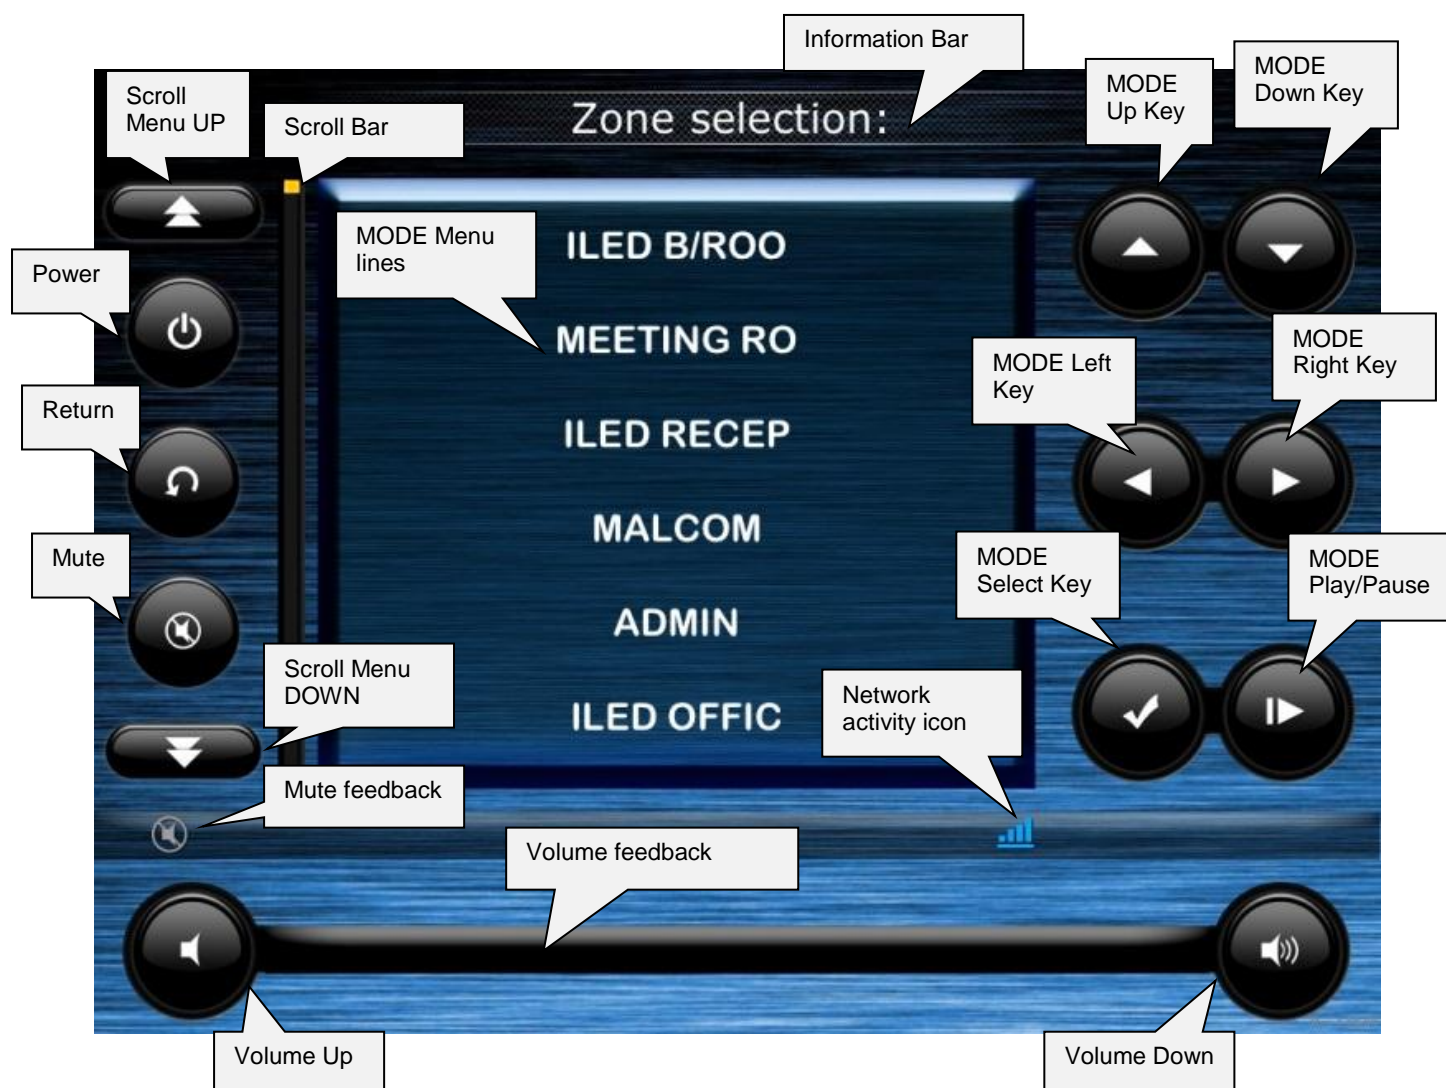 Information Bar
MODE
Down Key
MODE
Up Key
Scroll
Menu UP
Scroll Bar
Zone selection:
MODE Menu
lines
ILED B/ROO
Power
MEETING RO
MODE Left
Key
MODE
Right Key
Return
ILED RECEP
MALCOM
Mute
MODE
Select Key
MODE
Play/Pause
ADMIN
Scroll Menu
DOWN
Network
activity icon
ILED OFFIC
Mute feedback
Volume feedback
Volume Up
Volume Down